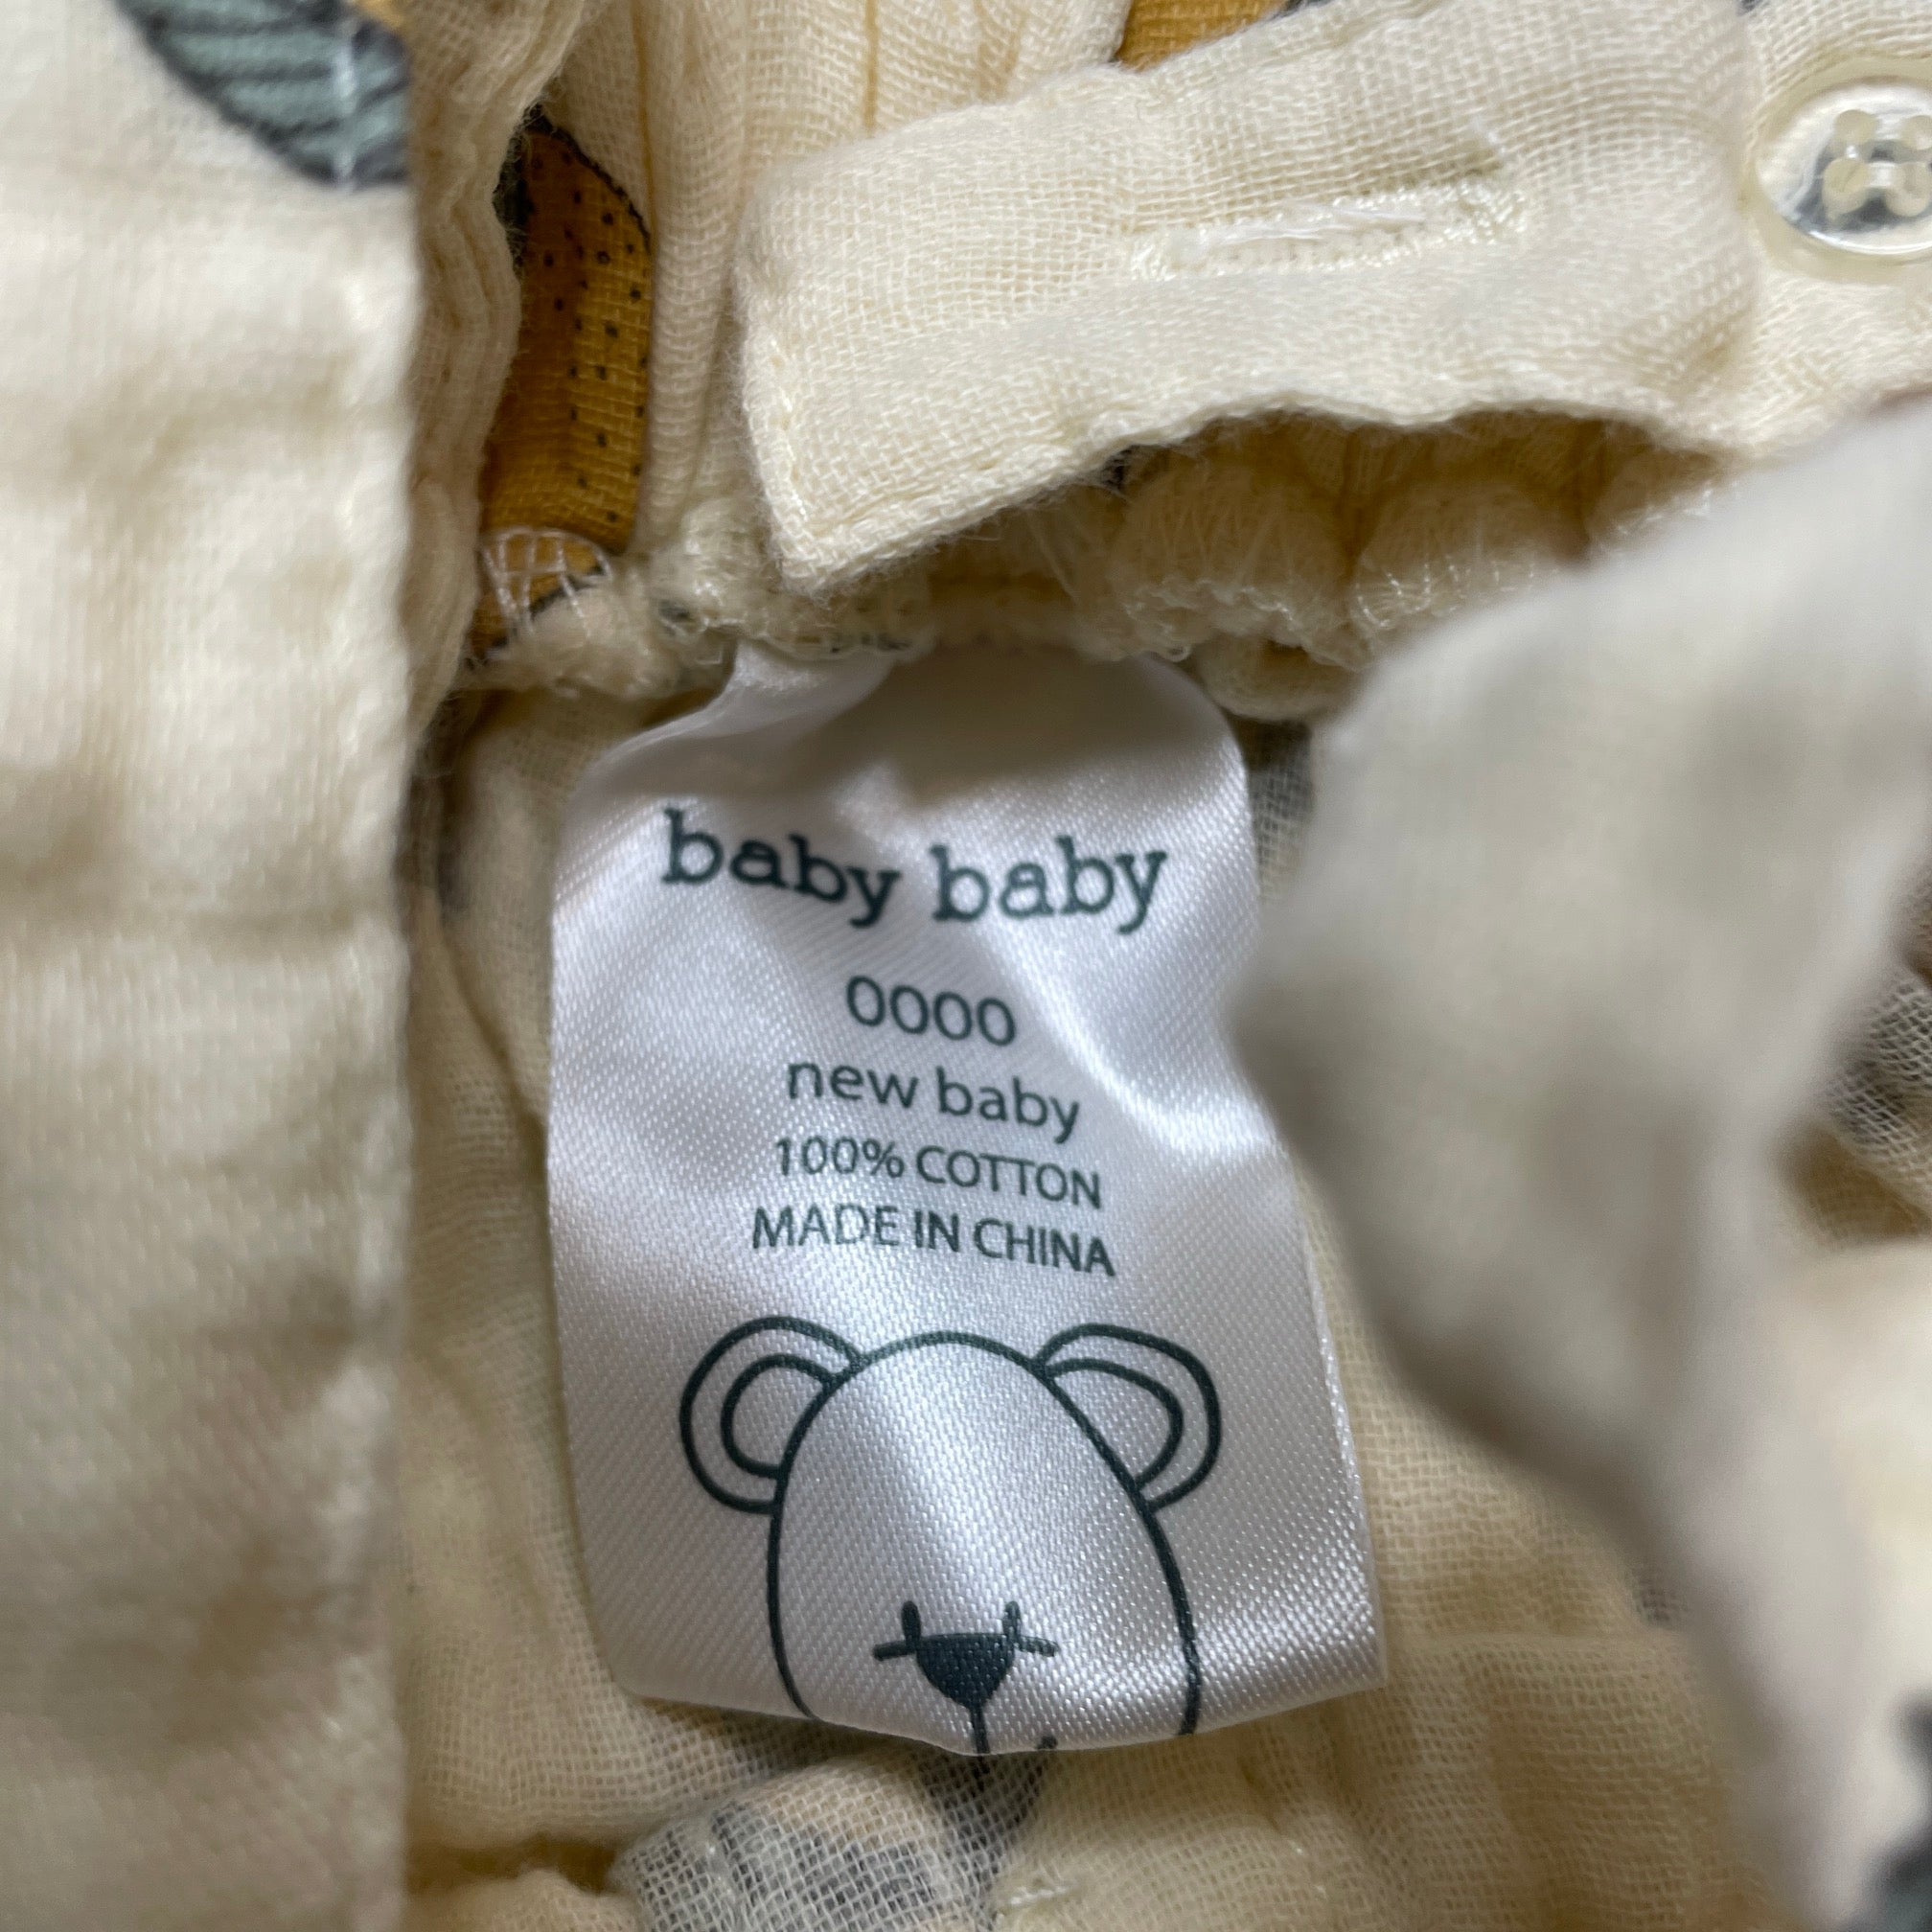 baby baby
0000
new baby
100% COTTON
MADE IN CHINA